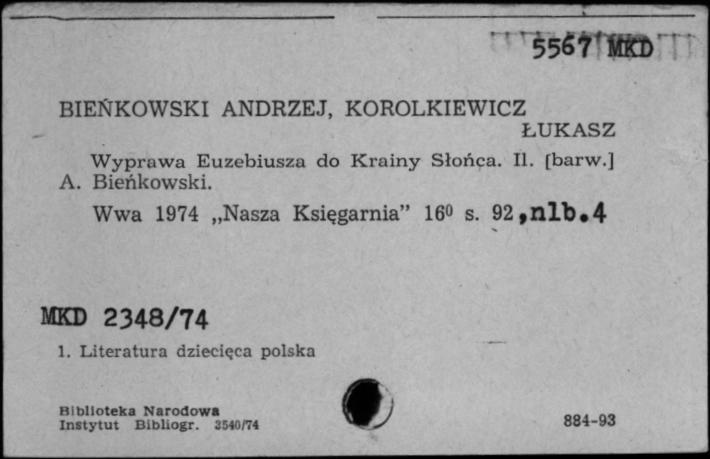 5567 MKD
BIEŃKOWSKI ANDRZEJ, KOROLKIEWICZ
ŁUKASZ
Wyprawa Euzebiusza do Krainy Słońca. Il. [barw.]
A. Bieńkowski.
Wwa 1974 „Nasza Księgarnia” 16⁰ s. 92,nlb.4
MKD 2348/74
1. Literatura dziecięca polska
Biblioteka Narodowa
Instytut Bibliogr. 3540/74
884-93